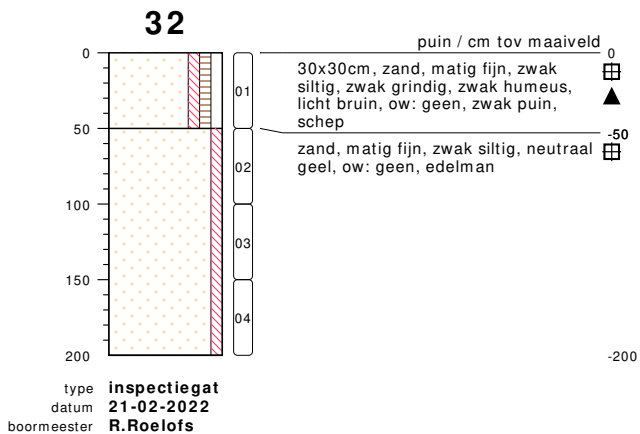 32
puin / cm tov maaiveld
0
0
30x30cm, zand, matig fijn, zwak
siltig, zwak grindig, zwak humeus,
licht bruin, ow: geen, zwak puin,
schep
01
50
-50
zand, matig fijn, zwak siltig, neutraal
geel, ow: geen, edelman
02
100
03
150
04
200
-200
type inspectiegat
datum 21-02-2022
boormeester R.Roelofs